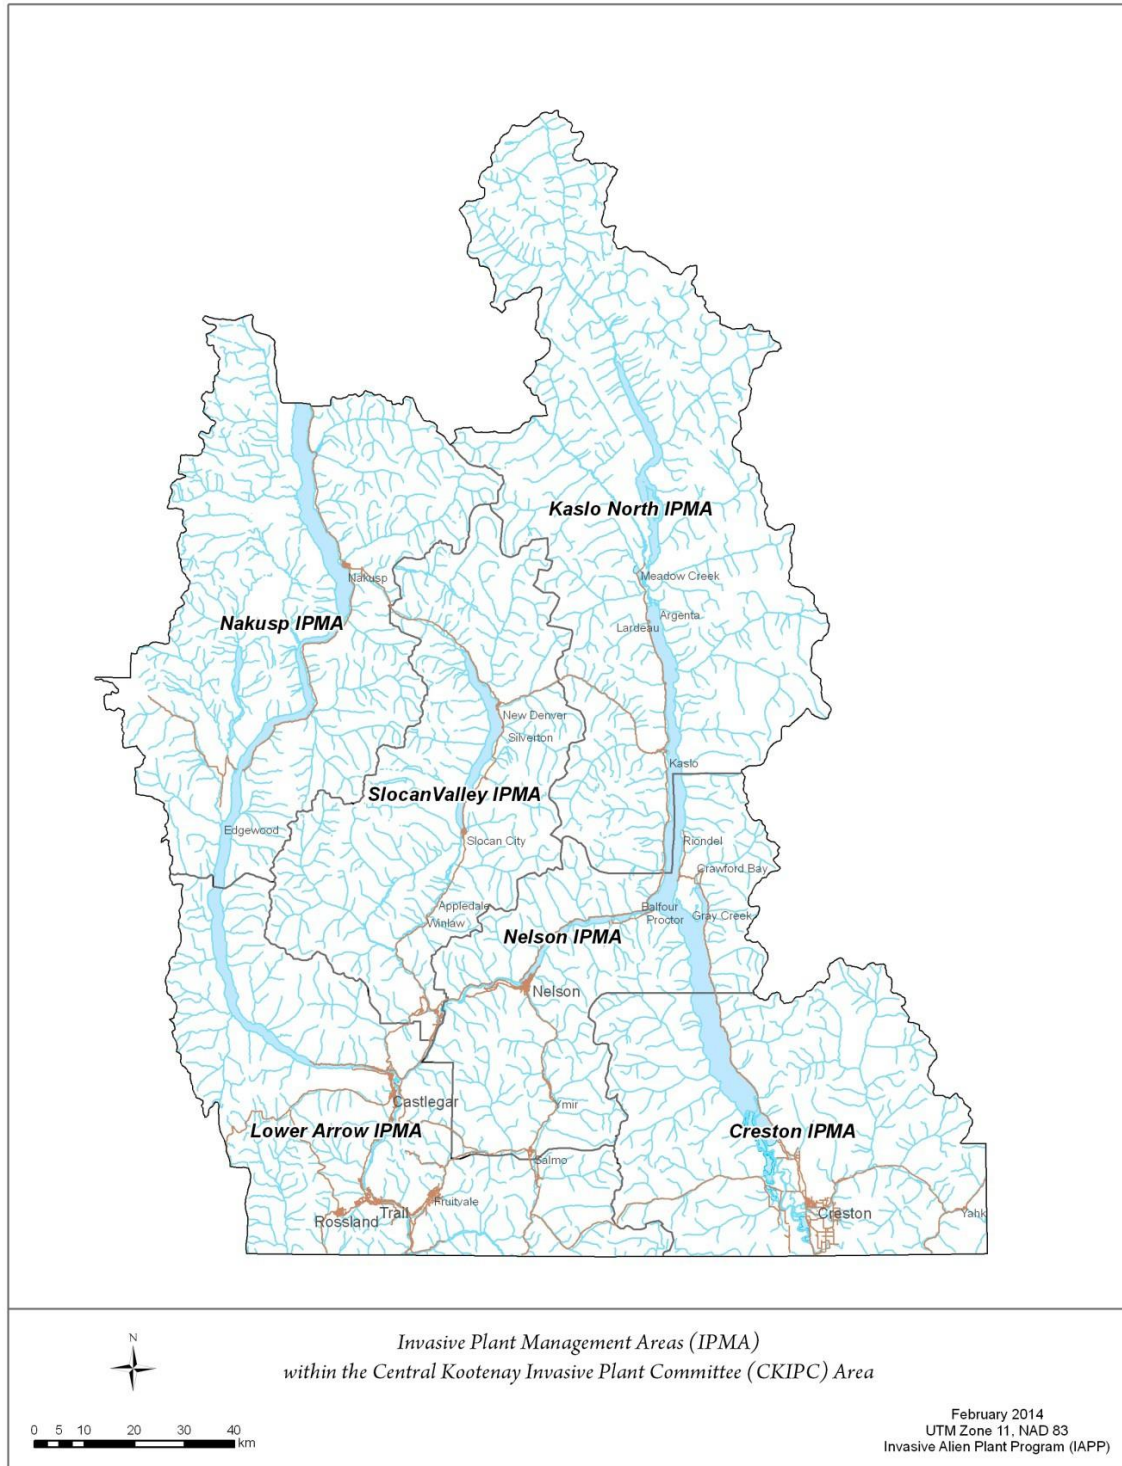 Kaslo North IPMA
Meadow Creek
Nakusp
Argenta
Nakusp IPMA
Lardeau
New Denver
Silverton
Kaslo
SlocanValley IPMA
Edgewood
Slocan City
Riondel
Crawford Bay
Appledale
Balfour
Proctor
Gray Creek
Winlaw
Nelson IPMA
Nelson
Castlegar
Ymir
Lower Arrow IPMA
Creston IPMA
Salmo
Fruitvale
Trail
Rossland
Creston
Yahk
N
Invasive Plant Management Areas (IPMA)
within the Central Kootenay Invasive Plant Committee (CKIPC) Area
0 5 10 20 30 40
km
February 2014
UTM Zone 11, NAD 83
Invasive Alien Plant Program (IAPP)